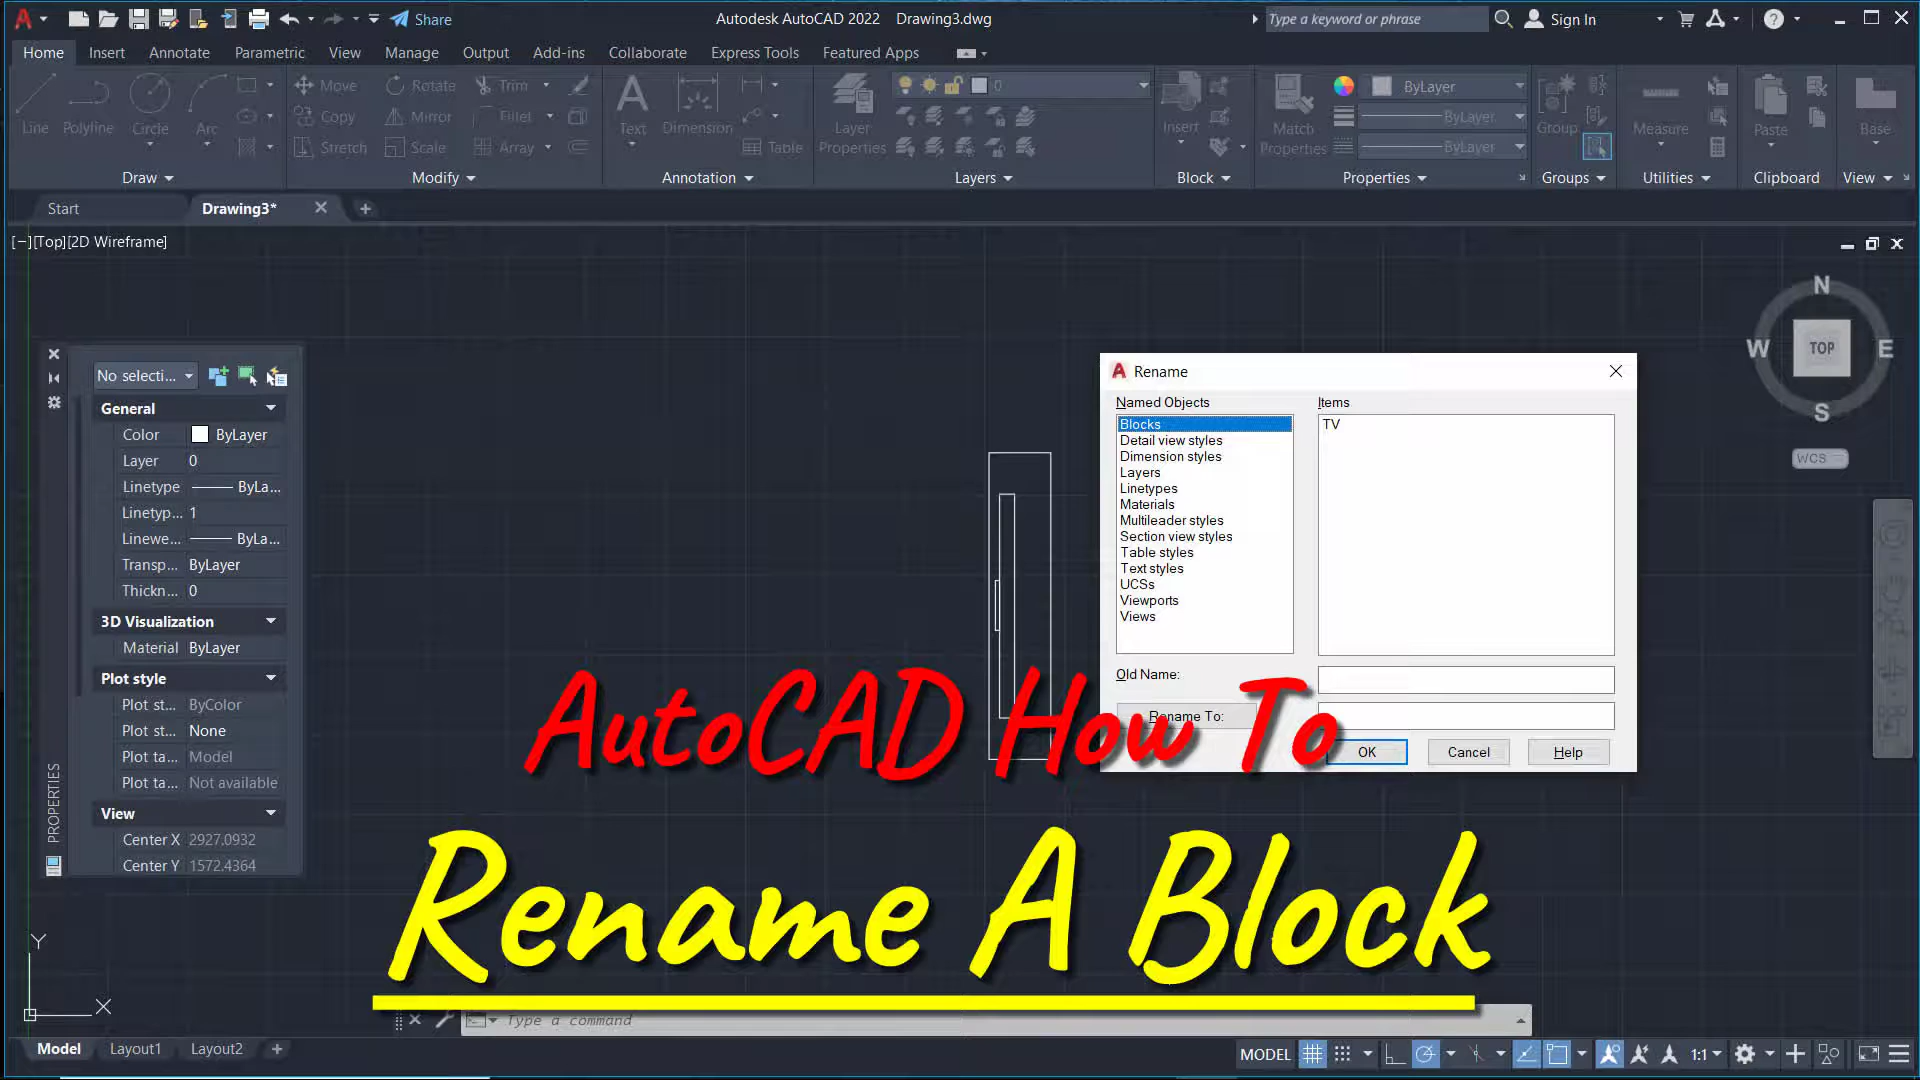 Share
Autodesk AutoCAD 2022 Drawing3.dwg
Type a keyword or phrase
Sign In
Home Insert Annotate Parametric View Manage Output Add-ins Collaborate Express Tools Featured Apps
Line Polyline Circle Arc
Move Rotate Trim
Copy Mirror Fillet
Stretch Scale Array
Text Dimension Table
Layer Properties
0
Insert
Match Properties
ByLayer
ByLayer
ByLayer
Group
Measure
Paste
Base
Draw Modify Annotation Layers Block Properties Groups Utilities Clipboard View
Start Drawing3*
[−][Top][2D Wireframe]
N
W TOP E
S
WCS
No selecti...
General
Color ByLayer
Layer 0
Linetype ByLa...
Linetyp... 1
Linewe... ByLa...
Transp... ByLayer
Thickn... 0
3D Visualization
Material ByLayer
Plot style
Plot st... ByColor
Plot st... None
Plot ta... Model
Plot ta... Not available
View
Center X 2927.0932
Center Y 1572.4364
PROPERTIES
Rename
Named Objects
Blocks
Detail view styles
Dimension styles
Layers
Linetypes
Materials
Multileader styles
Section view styles
Table styles
Text styles
UCSs
Viewports
Views
Items
TV
Old Name:
Rename To:
OK Cancel Help
AutoCAD How To
Rename A Block
Y
X
Type a command
Model Layout1 Layout2
MODEL 1:1